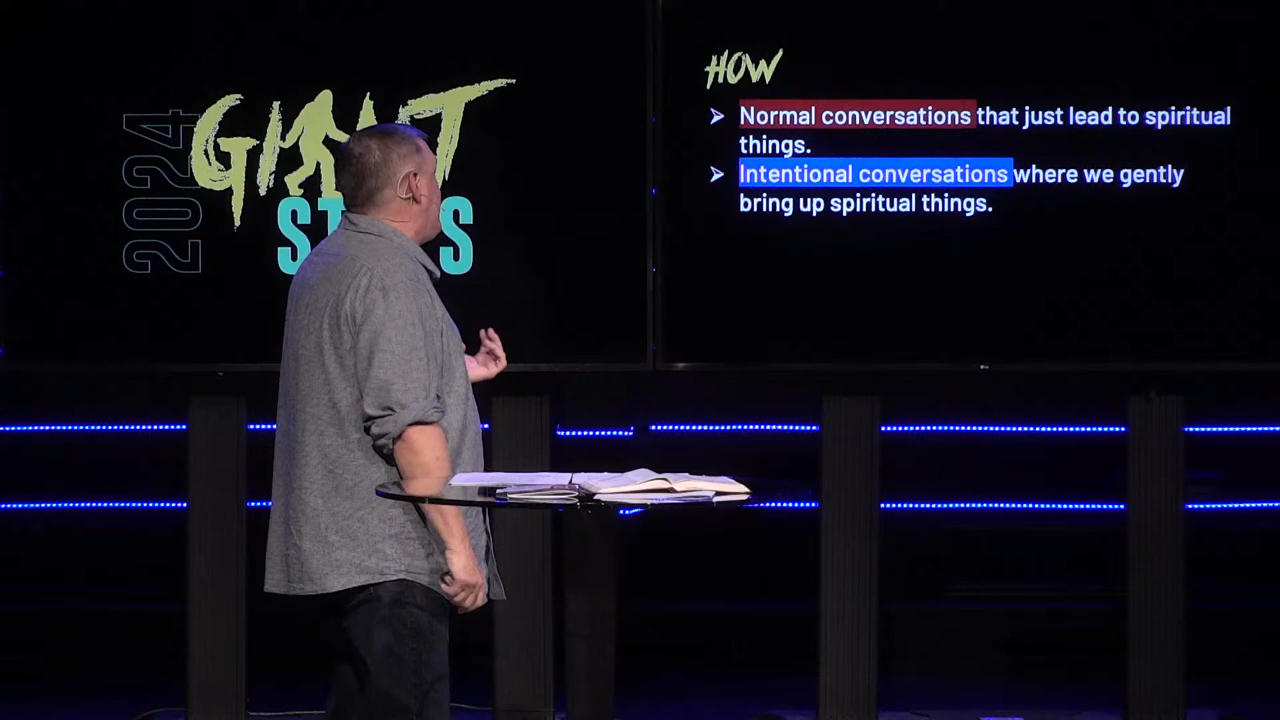 2024
GIANT
HOW
Normal conversations that just lead to spiritual
things.
Intentional conversations where we gently
bring up spiritual things.